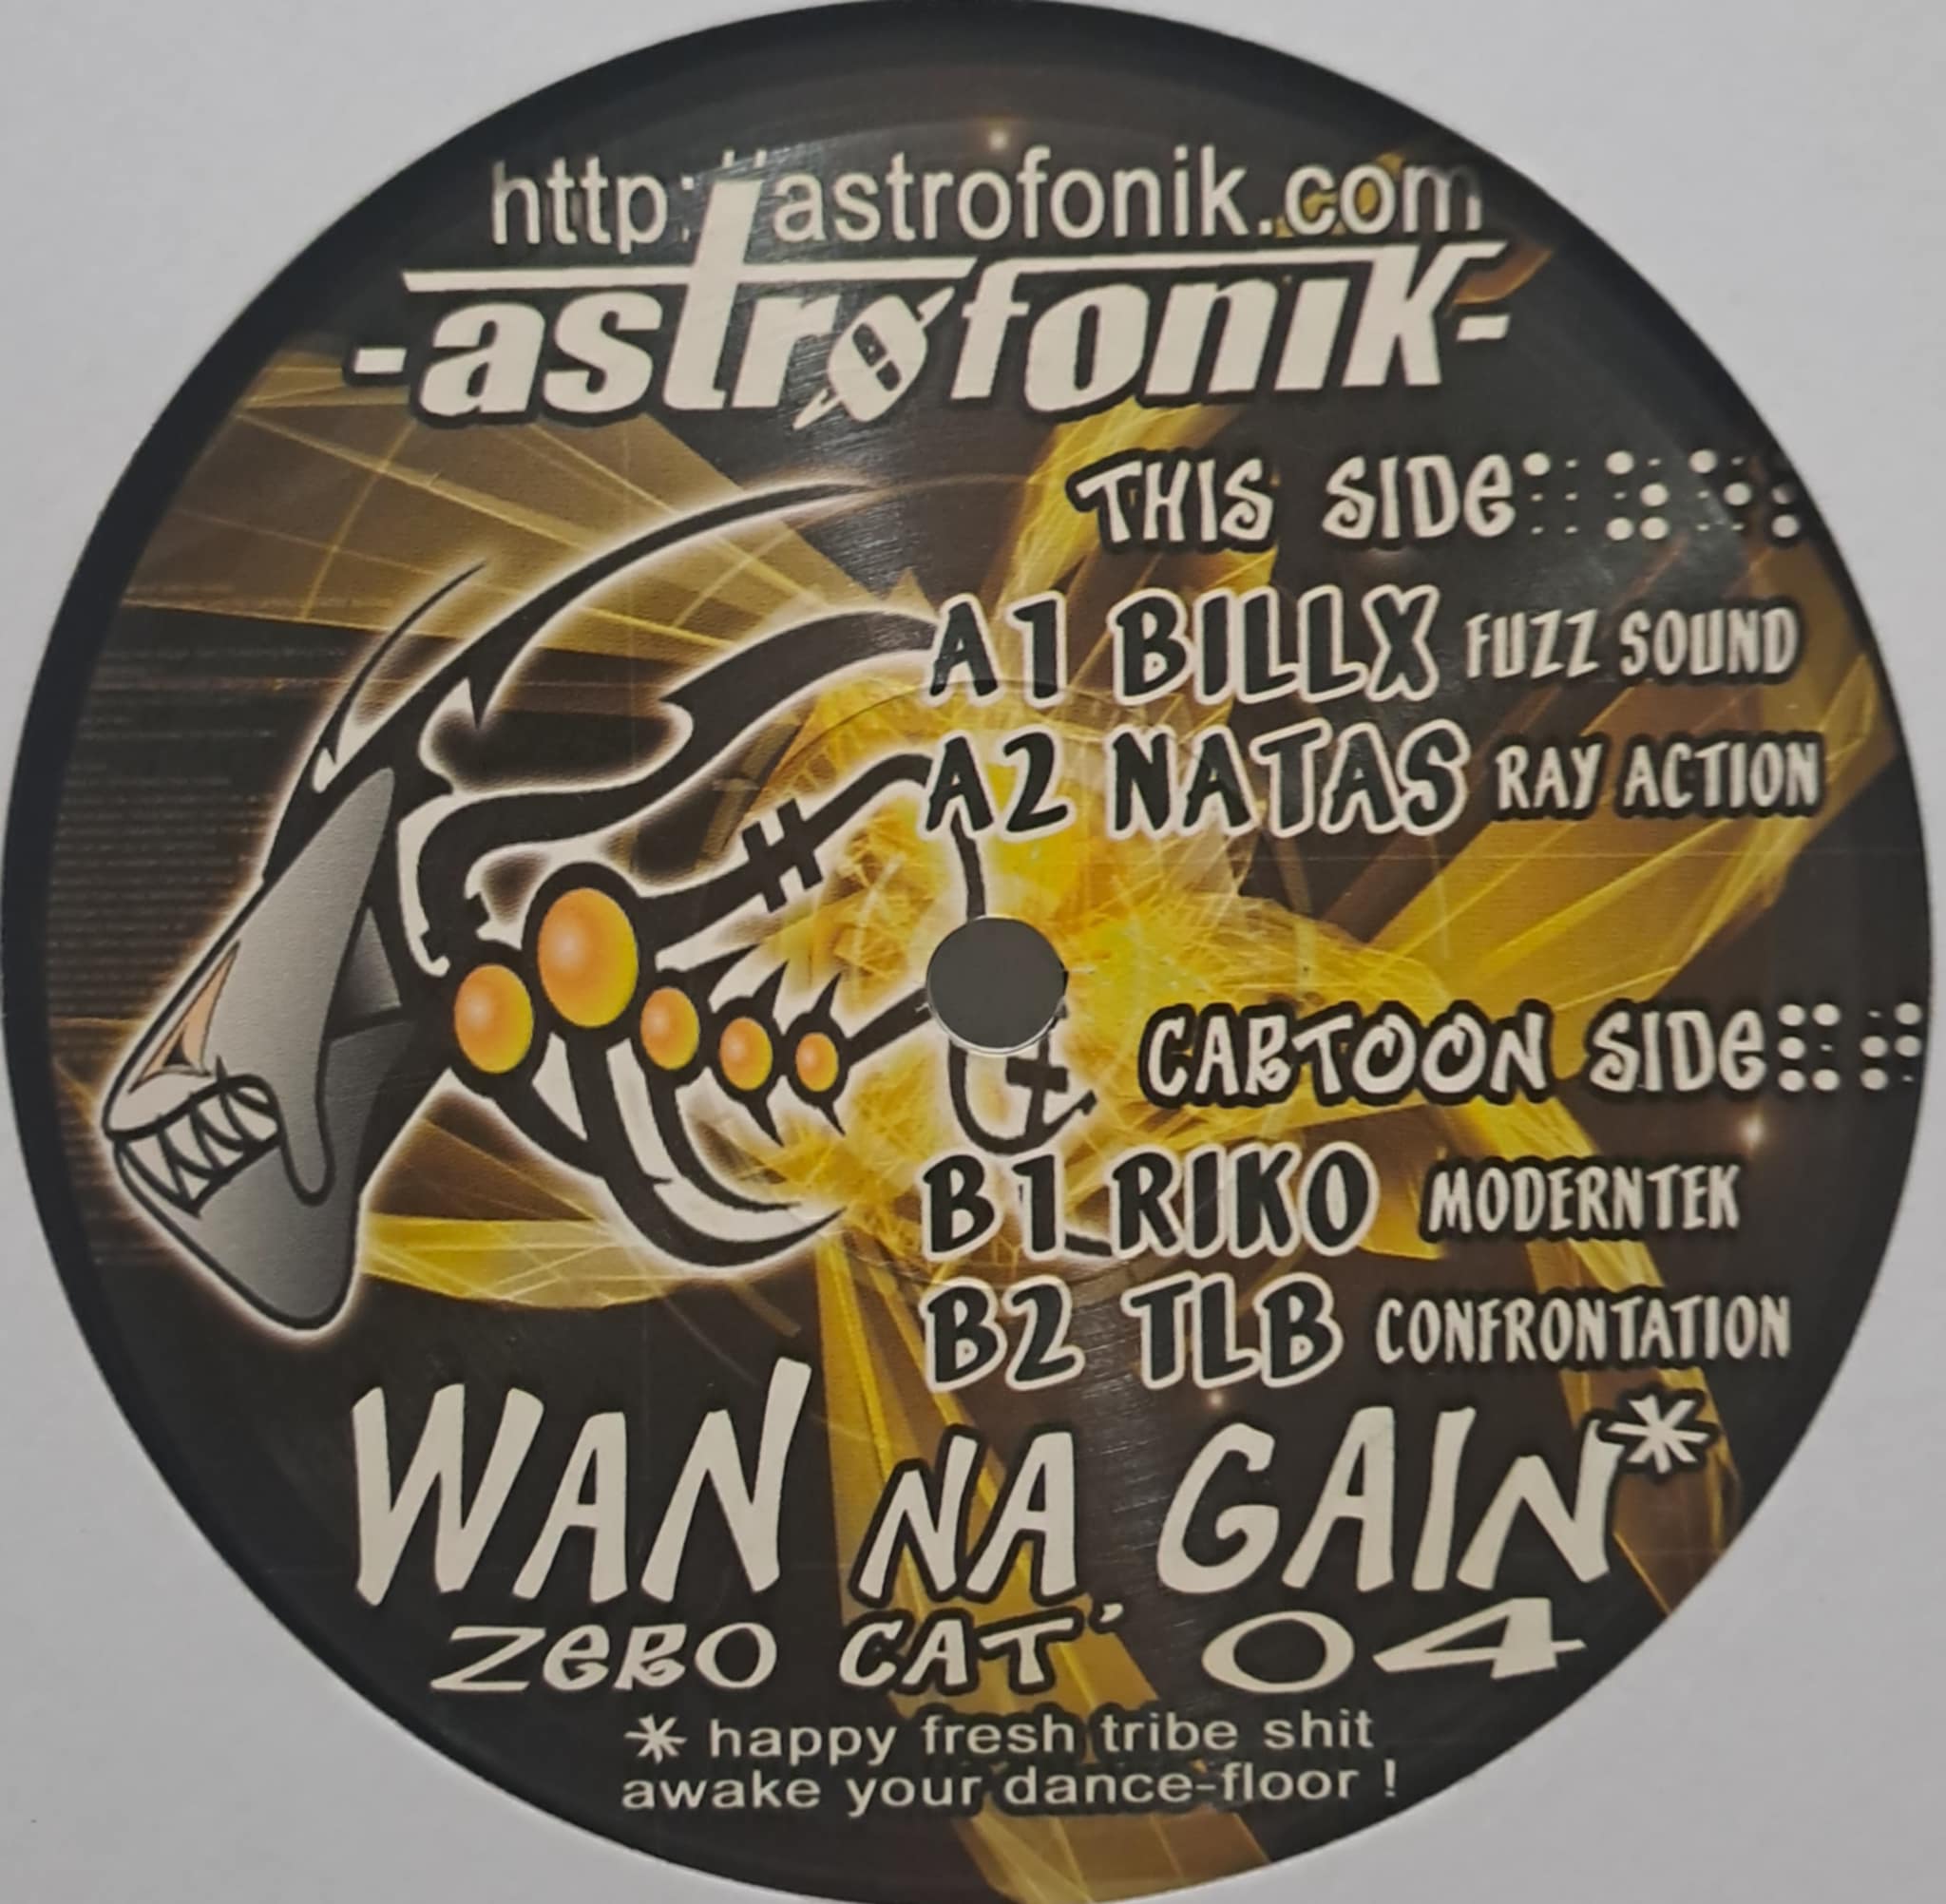 http://astrofonik.com
-astrofonik-
THIS SIDE
A1 BILLX FUZZ SOUND
A2 NATAS RAY ACTION
CARTOON SIDE
B1 RIKO MODERNTEK
B2 TLB CONFRONTATION
WAN NA GAIN*
ZERO CAT' 04
* happy fresh tribe shit
awake your dance-floor !